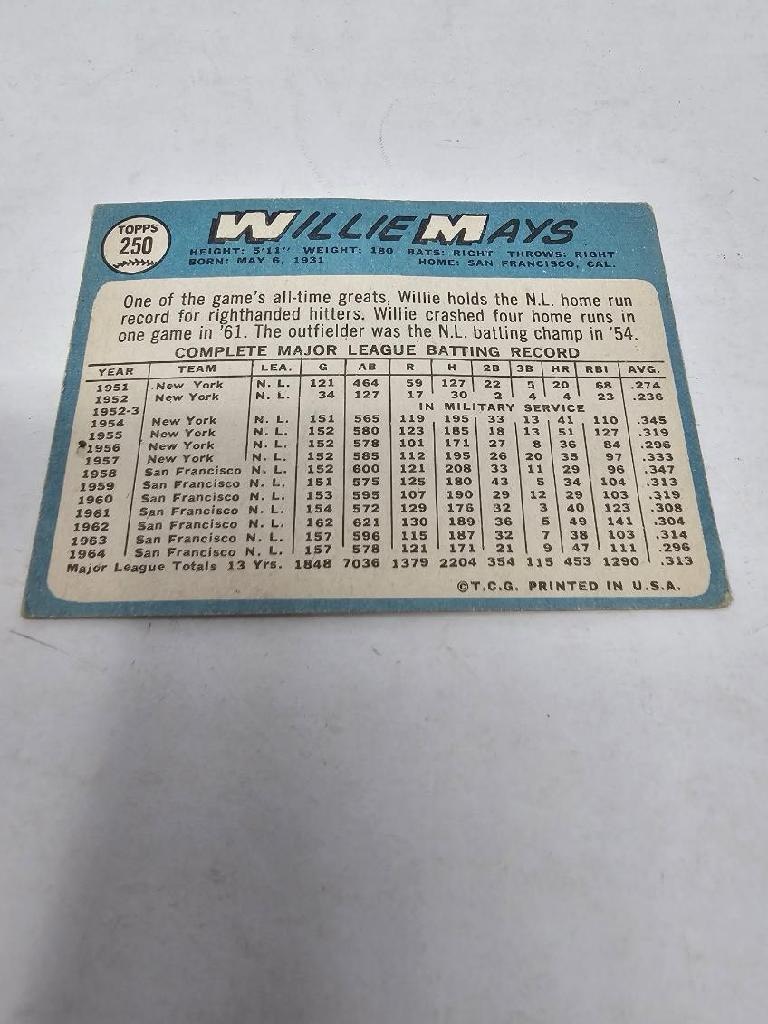 TOPPS
250
WILLIE MAYS
HEIGHT: 5'11" WEIGHT: 180 BATS: RIGHT THROWS: RIGHT
BORN: MAY 6, 1931 HOME: SAN FRANCISCO, CAL.
One of the game's all-time greats, Willie holds the N.L. home run
record for righthanded hitters. Willie crashed four home runs in
one game in '61. The outfielder was the N.L. batting champ in '54.
COMPLETE MAJOR LEAGUE BATTING RECORD
YEAR TEAM LEA. G AB R H 2B 3B HR RBI AVG.
1951 New York N. L. 121 464 59 127 22 5 20 68 .274
1952 New York N. L. 34 127 17 30 2 4 4 23 .236
1952-3 IN MILITARY SERVICE
1954 New York N. L. 151 565 119 195 33 13 41 110 .345
1955 New York N. L. 152 580 123 185 18 13 51 127 .319
1956 New York N. L. 152 578 101 171 27 8 36 84 .296
1957 New York N. L. 152 585 112 195 26 20 35 97 .333
1958 San Francisco N. L. 152 600 121 208 33 11 29 96 .347
1959 San Francisco N. L. 151 575 125 180 43 5 34 104 .313
1960 San Francisco N. L. 153 595 107 190 29 12 29 103 .319
1961 San Francisco N. L. 154 572 129 176 32 3 40 123 .308
1962 San Francisco N. L. 162 621 130 189 36 5 49 141 .304
1963 San Francisco N. L. 157 596 115 187 32 7 38 103 .314
1964 San Francisco N. L. 157 578 121 171 21 9 47 111 .296
Major League Totals 13 Yrs. 1848 7036 1379 2204 354 115 453 1290 .313
©T.C.G. PRINTED IN U.S.A.